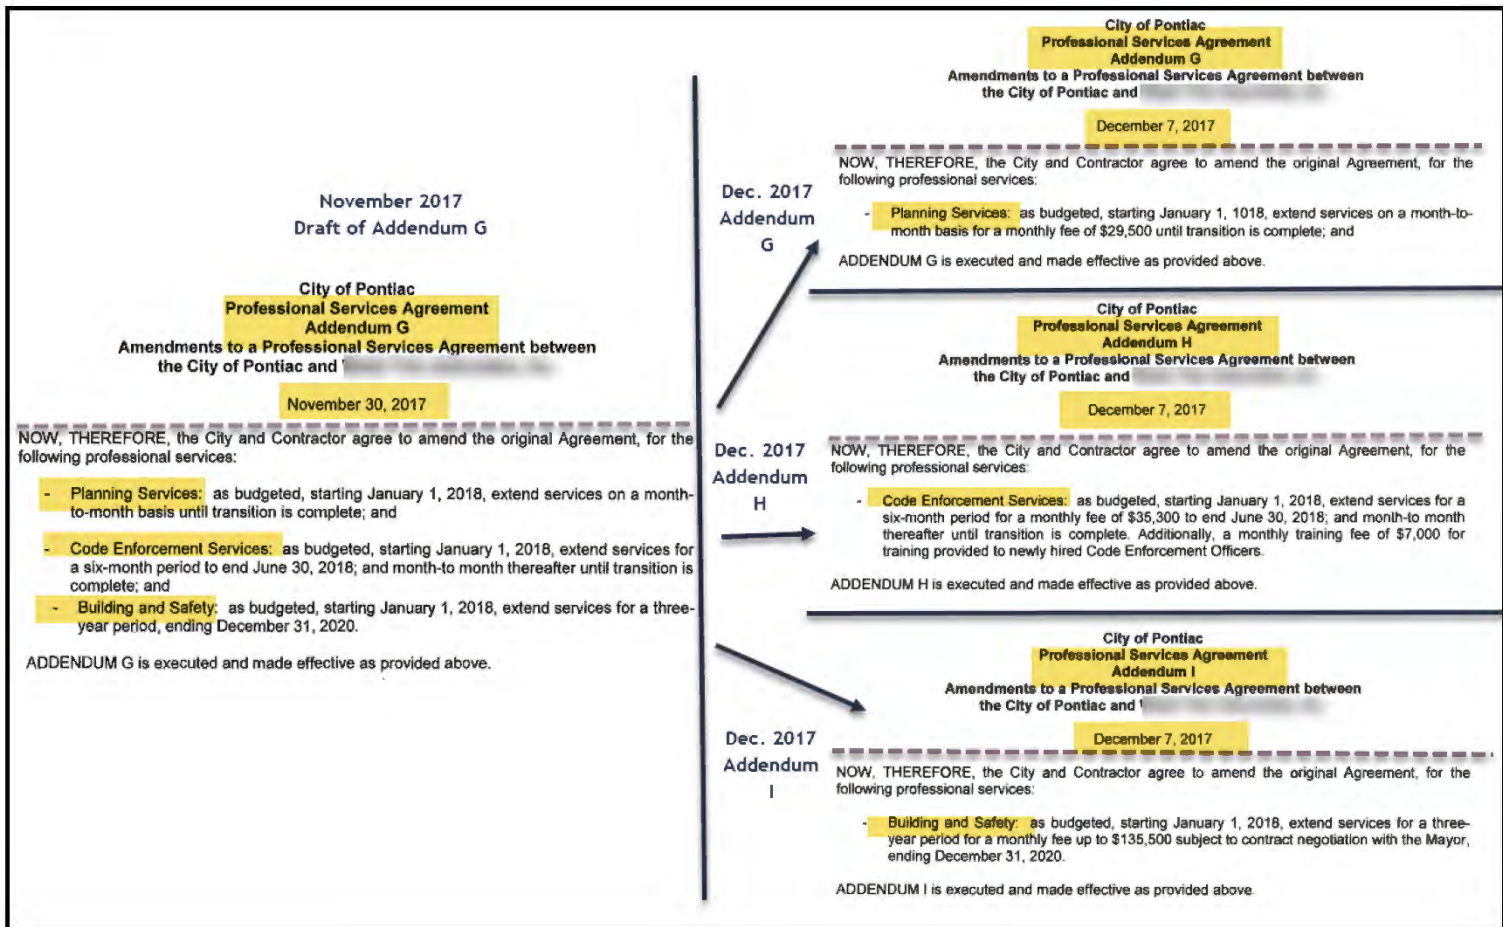 November 2017
Draft of Addendum G
City of Pontiac
Professional Services Agreement
Addendum G
Amendments to a Professional Services Agreement between
the City of Pontiac and
November 30, 2017
NOW, THEREFORE, the City and Contractor agree to amend the original Agreement, for the
following professional services:
- Planning Services: as budgeted, starting January 1, 2018, extend services on a month-
to-month basis until transition is complete; and
- Code Enforcement Services: as budgeted, starting January 1, 2018, extend services for
a six-month period to end June 30, 2018; and month-to month thereafter until transition is
complete; and
- Building and Safety: as budgeted, starting January 1, 2018, extend services for a three-
year period, ending December 31, 2020.
ADDENDUM G is executed and made effective as provided above.
Dec. 2017
Addendum
G
City of Pontiac
Professional Services Agreement
Addendum G
Amendments to a Professional Services Agreement between
the City of Pontiac and
December 7, 2017
NOW, THEREFORE, the City and Contractor agree to amend the original Agreement, for the
following professional services:
- Planning Services: as budgeted, starting January 1, 1018, extend services on a month-to-
month basis for a monthly fee of $29,500 until transition is complete; and
ADDENDUM G is executed and made effective as provided above.
Dec. 2017
Addendum
H
City of Pontiac
Professional Services Agreement
Addendum H
Amendments to a Professional Services Agreement between
the City of Pontiac and
December 7, 2017
NOW, THEREFORE, the City and Contractor agree to amend the original Agreement, for the
following professional services:
- Code Enforcement Services: as budgeted, starting January 1, 2018, extend services for a
six-month period for a monthly fee of $35,300 to end June 30, 2018; and month-to month
thereafter until transition is complete. Additionally, a monthly training fee of $7,000 for
training provided to newly hired Code Enforcement Officers.
ADDENDUM H is executed and made effective as provided above.
Dec. 2017
Addendum
I
City of Pontiac
Professional Services Agreement
Addendum I
Amendments to a Professional Services Agreement between
the City of Pontiac and
December 7, 2017
NOW, THEREFORE, the City and Contractor agree to amend the original Agreement, for the
following professional services:
- Building and Safety: as budgeted, starting January 1, 2018, extend services for a three-
year period for a monthly fee up to $135,500 subject to contract negotiation with the Mayor,
ending December 31, 2020.
ADDENDUM I is executed and made effective as provided above.